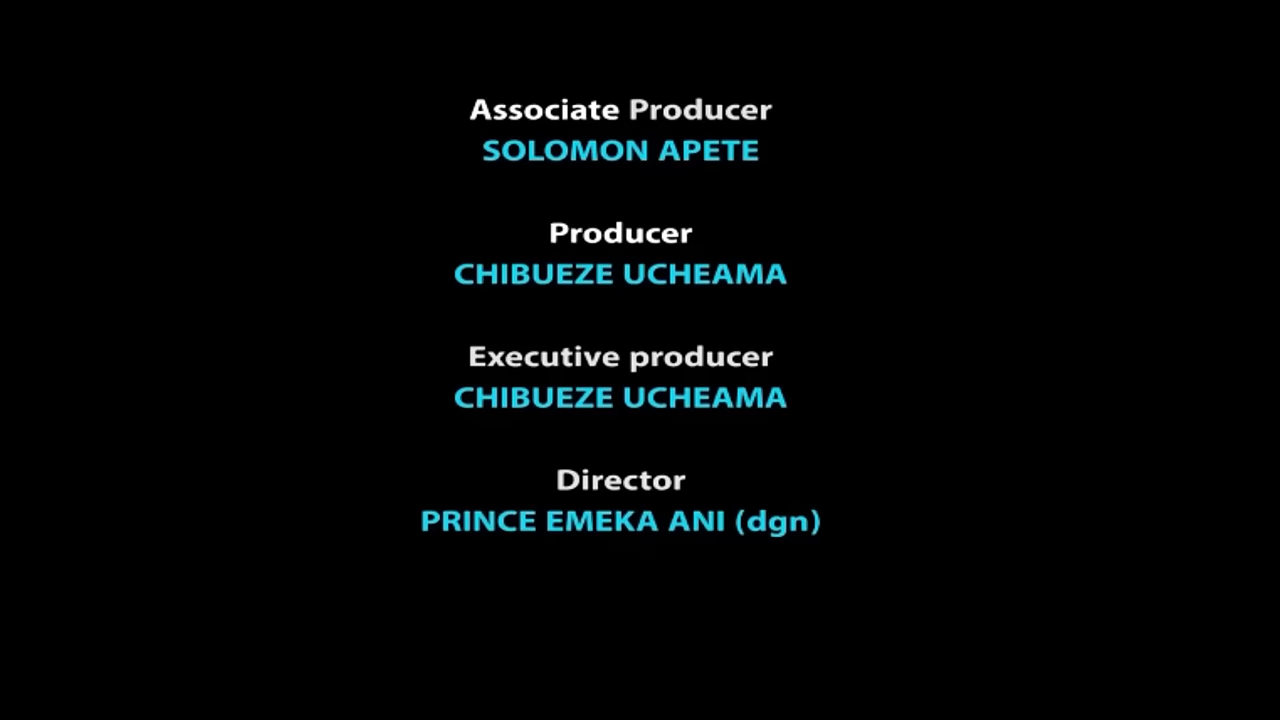 Associate Producer
SOLOMON APETE
Producer
CHIBUEZE UCHEAMA
Executive producer
CHIBUEZE UCHEAMA
Director
PRINCE EMEKA ANI (dgn)